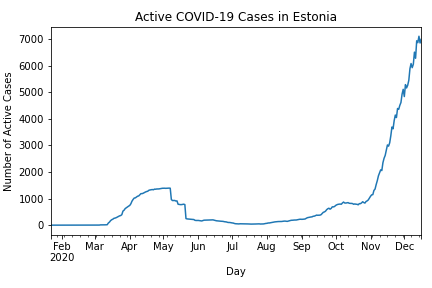 Active COVID-19 Cases in Estonia
Number of Active Cases
7000
6000
5000
4000
3000
2000
1000
0
Feb Mar Apr May Jun Jul Aug Sep Oct Nov Dec
2020
Day